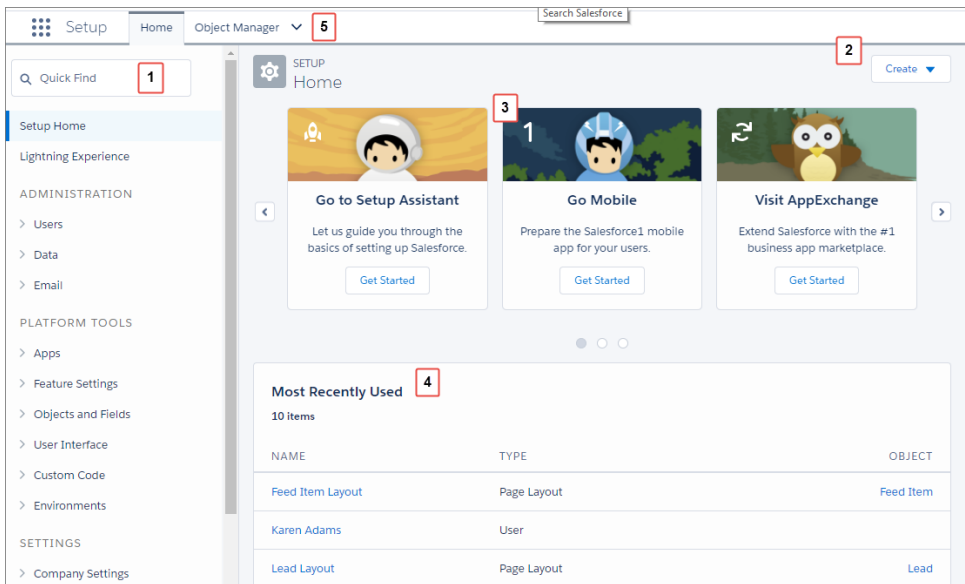 Search Salesforce
Setup Home Object Manager 5
Quick Find 1
Setup Home
Lightning Experience
ADMINISTRATION
Users
Data
Email
PLATFORM TOOLS
Apps
Feature Settings
Objects and Fields
User Interface
Custom Code
Environments
SETTINGS
Company Settings
SETUP
Home
2
Create
3
1
Go to Setup Assistant
Let us guide you through the
basics of setting up Salesforce.
Get Started
Go Mobile
Prepare the Salesforce1 mobile
app for your users.
Get Started
Visit AppExchange
Extend Salesforce with the #1
business app marketplace.
Get Started
Most Recently Used 4
10 items
NAME TYPE OBJECT
Feed Item Layout Page Layout Feed Item
Karen Adams User
Lead Layout Page Layout Lead